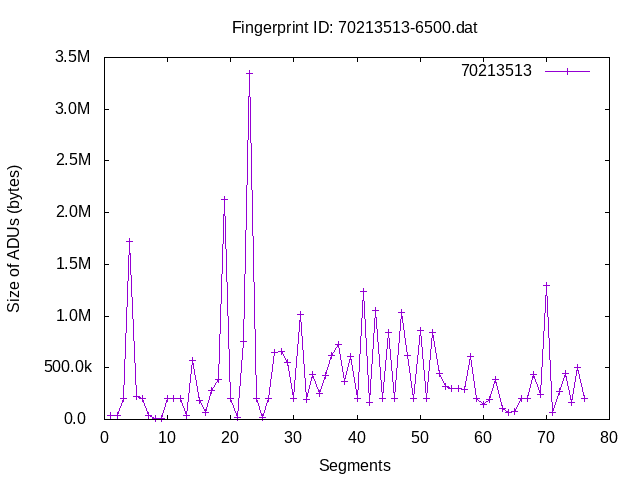 Fingerprint ID: 70213513-6500.dat
70213513
3.5M
3.0M
2.5M
2.0M
1.5M
1.0M
500.0k
0.0
Size of ADUs (bytes)
0 10 20 30 40 50 60 70 80
Segments